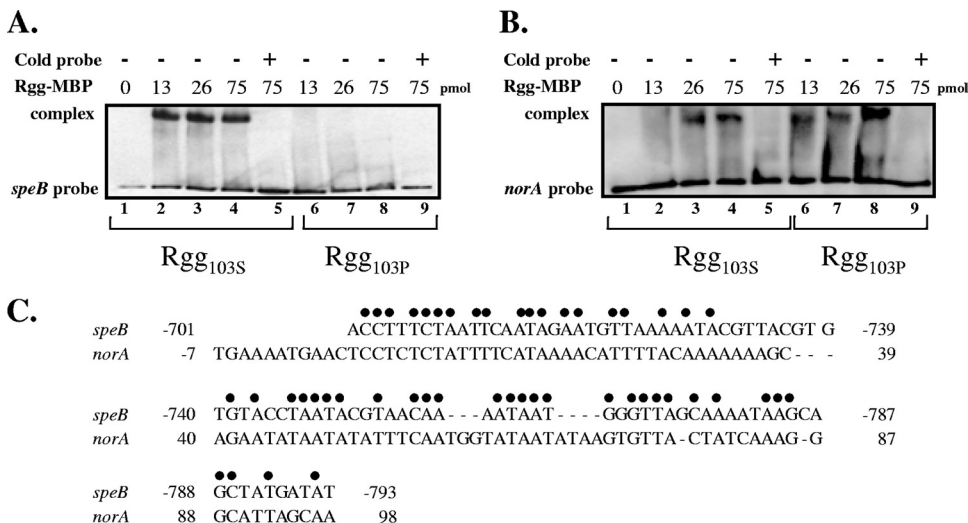 A.
Cold probe - - - - + - - - +
Rgg-MBP 0 13 26 75 75 13 26 75 75 pmol
complex
speB probe
1 2 3 4 5 6 7 8 9
Rgg103S Rgg103P
B.
Cold probe - - - - + - - - +
Rgg-MBP 0 13 26 75 75 13 26 75 75 pmol
complex
norA probe
1 2 3 4 5 6 7 8 9
Rgg103S Rgg103P
C.
speB -701 ACCTTTCTAATTCAATAGAATGTTAAAAATACGTTACGT G -739
norA -7 TGAAAATGAACTCCTCTCTATTTTCATAAAACATTTTACAAAAAAAGC - - - 39
speB -740 TGTACCTAATACGTAACAA - - - AATAAT - - - - GGGTTAGCAAAATAAGCA -787
norA 40 AGAATATAATATATTTCAATGGTATAATATAAGTGTTA - CTATCAAAG - G 87
speB -788 GCTATGATAT -793
norA 88 GCATTAGCAA 98